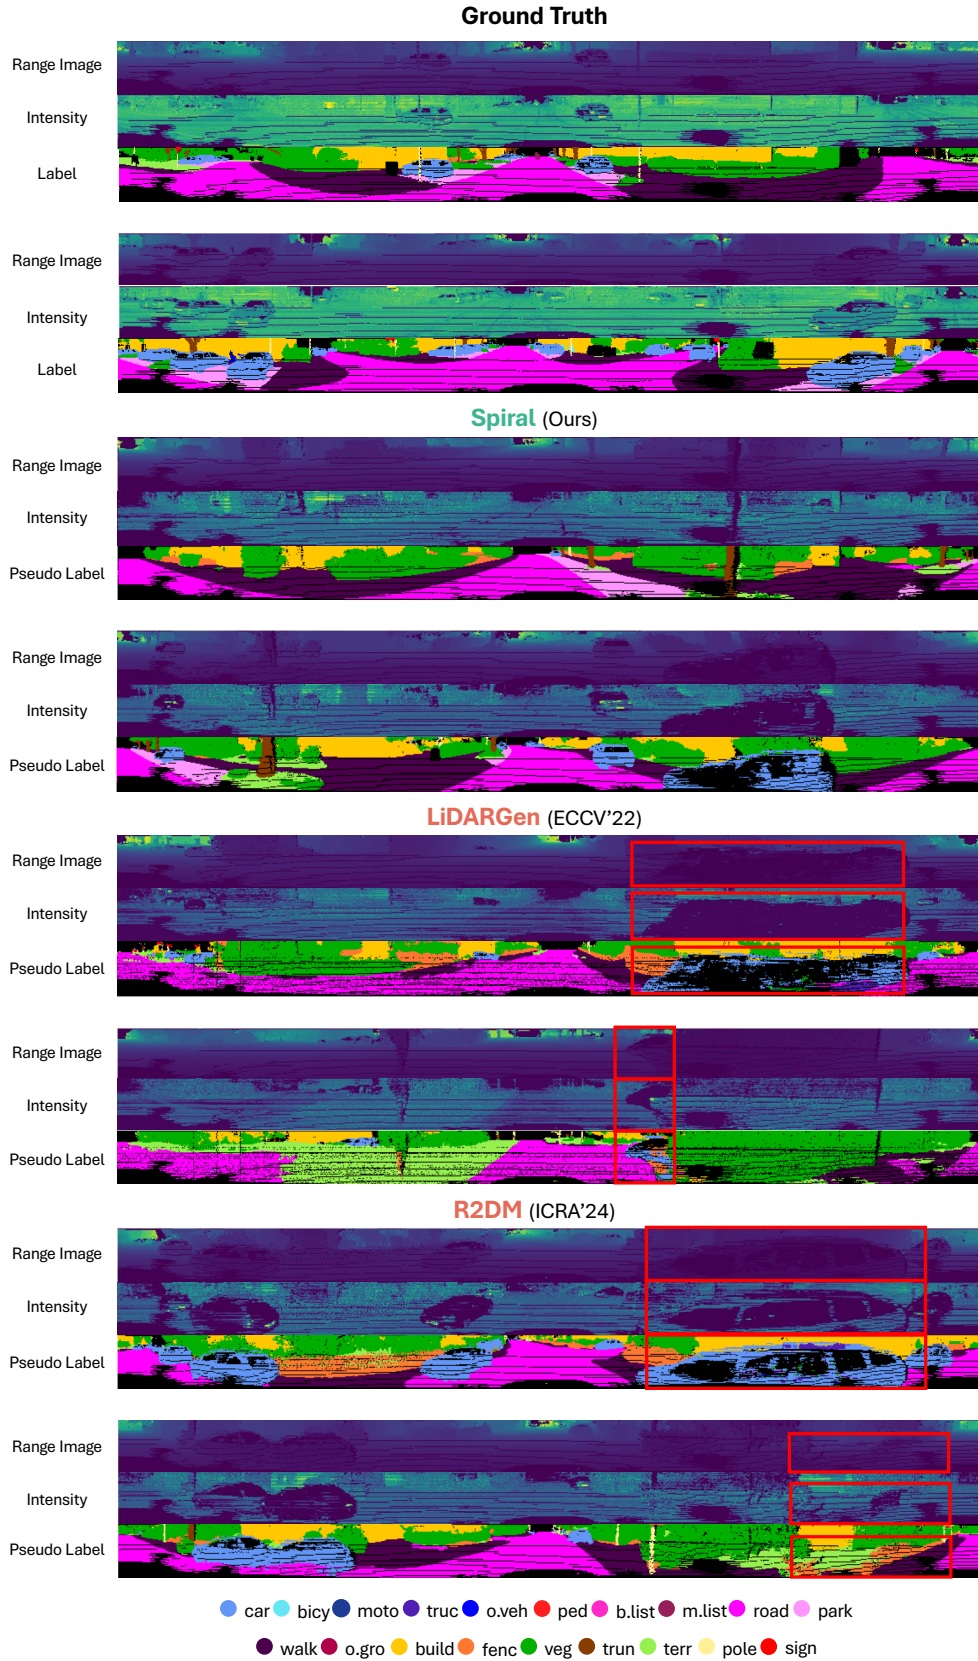 Ground Truth
Range Image
Intensity
Label
Range Image
Intensity
Label
Spiral (Ours)
Range Image
Intensity
Pseudo Label
Range Image
Intensity
Pseudo Label
LiDARGen (ECCV'22)
Range Image
Intensity
Pseudo Label
Range Image
Intensity
Pseudo Label
R2DM (ICRA'24)
Range Image
Intensity
Pseudo Label
Range Image
Intensity
Pseudo Label
car bicy moto truc o.veh ped b.list m.list road park
walk o.gro build fenc veg trun terr pole sign